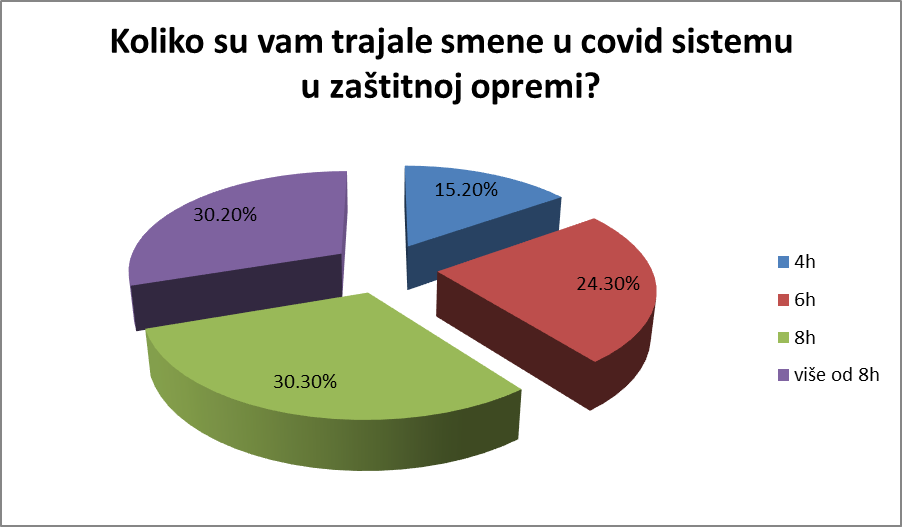 Koliko su vam trajale smene u covid sistemu
u zaštitnoj opremi?
15.20%
30.20%
24.30%
30.30%
4h
6h
8h
više od 8h